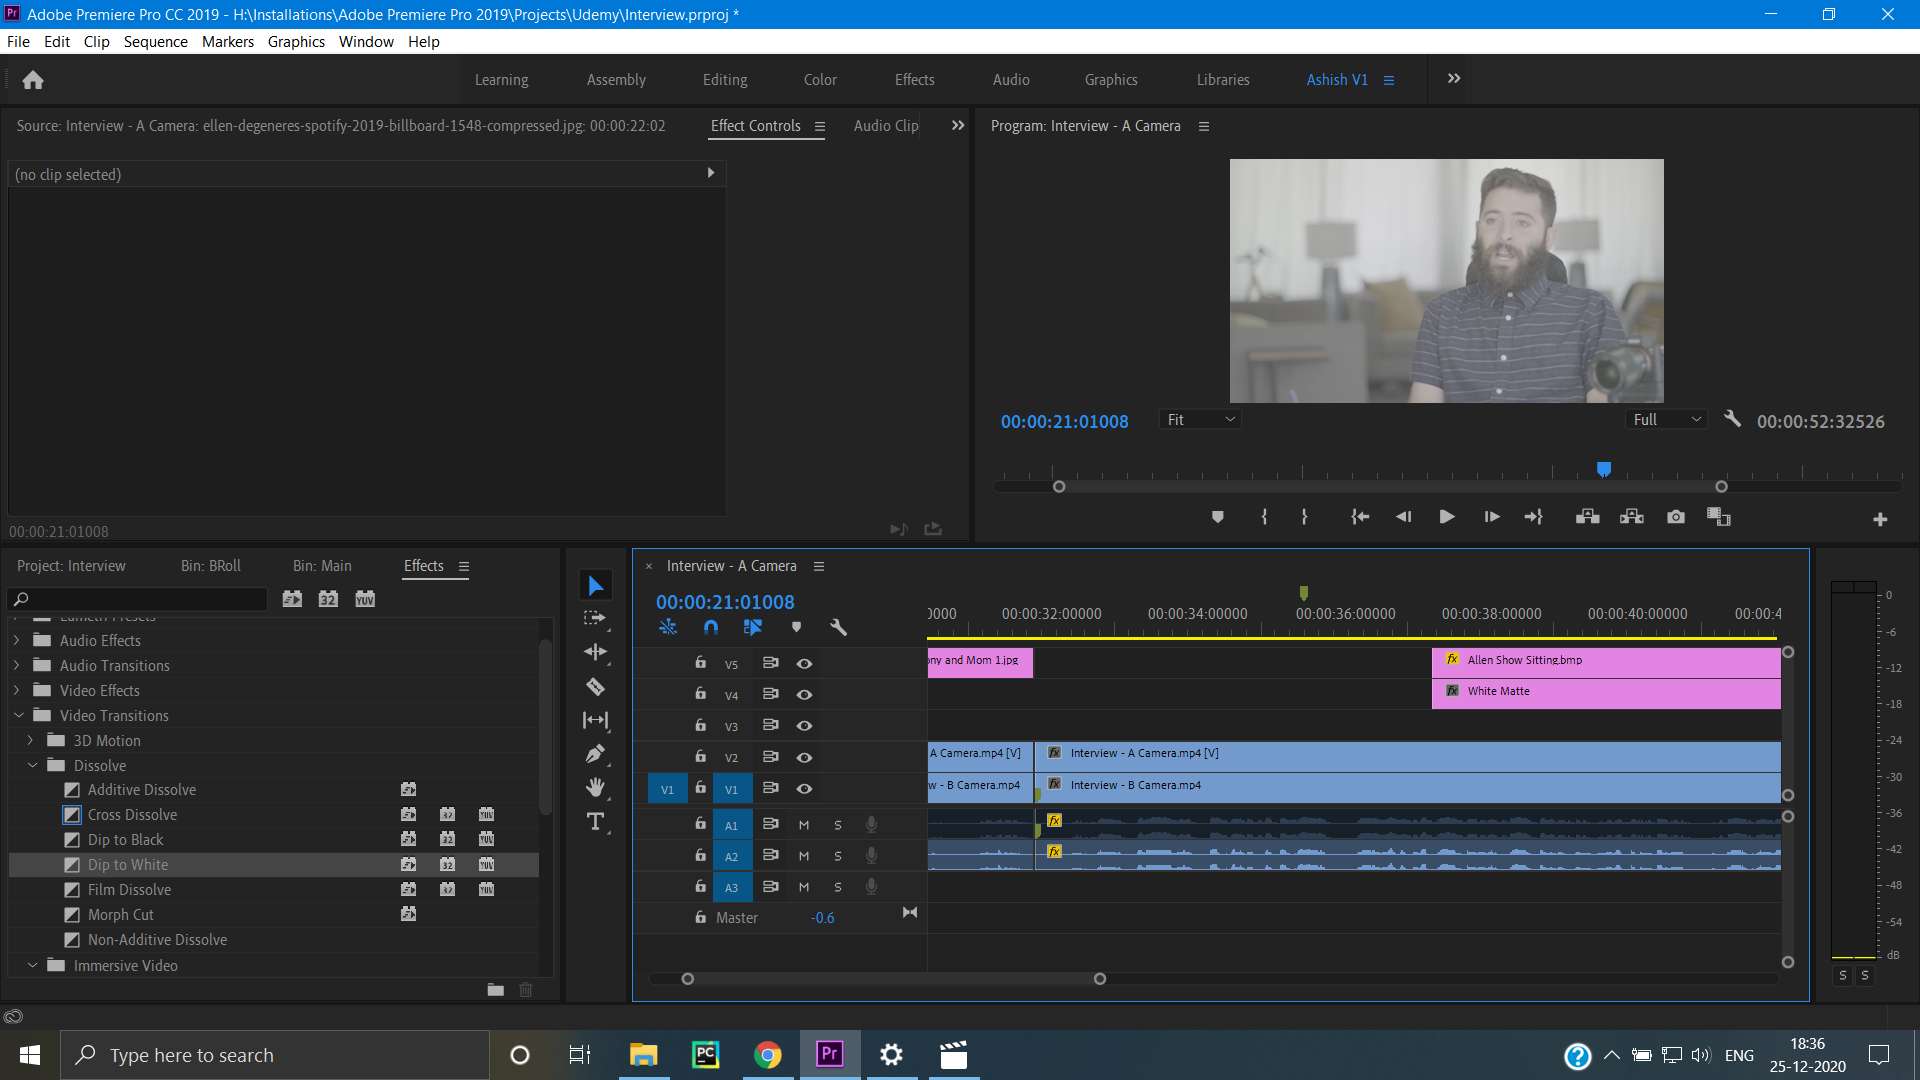 Adobe Premiere Pro CC 2019 - H:\Installations\Adobe Premiere Pro 2019\Projects\Udemy\Interview.prproj *
File Edit Clip Sequence Markers Graphics Window Help
Learning Assembly Editing Color Effects Audio Graphics Libraries Ashish V1
Source: Interview - A Camera: ellen-degeneres-spotify-2019-billboard-1548-compressed.jpg: 00:00:22:02 Effect Controls Audio Clip
Program: Interview - A Camera
(no clip selected)
00:00:21:01008 Fit Full 00:00:52:32526
00:00:21:01008
Project: Interview Bin: BRoll Bin: Main Effects
32 YUV
Audio Effects
Audio Transitions
Video Effects
Video Transitions
3D Motion
Dissolve
Additive Dissolve
Cross Dissolve
Dip to Black
Dip to White
Film Dissolve
Morph Cut
Non-Additive Dissolve
Immersive Video
× Interview - A Camera
00:00:21:01008
0000 00:00:32:00000 00:00:34:00000 00:00:36:00000 00:00:38:00000 00:00:40:00000 00:00:4
V5 ony and Mom 1.jpg fx Allen Show Sitting.bmp
V4 fx White Matte
V3
V2 A Camera.mp4 [V] fx Interview - A Camera.mp4 [V]
V1 V1 w - B Camera.mp4 fx Interview - B Camera.mp4
A1 M S fx
A2 M S fx
A3 M S
Master -0.6
0
-6
-12
-18
-24
-30
-36
-42
-48
-54
dB
S S
Type here to search
PC
Pr
ENG
18:36
25-12-2020